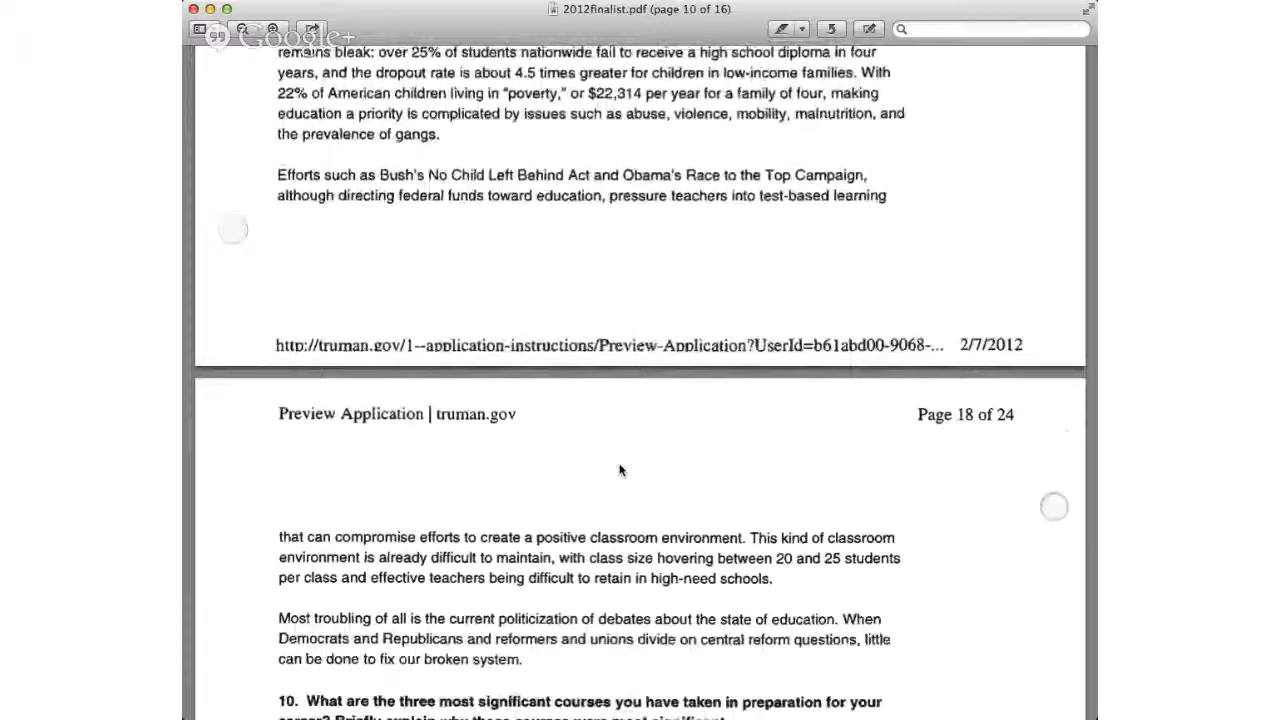 2012finalist.pdf (page 10 of 16)
Google+
remains bleak: over 25% of students nationwide fail to receive a high school diploma in four
years, and the dropout rate is about 4.5 times greater for children in low-income families. With
22% of American children living in "poverty," or $22,314 per year for a family of four, making
education a priority is complicated by issues such as abuse, violence, mobility, malnutrition, and
the prevalence of gangs.
Efforts such as Bush's No Child Left Behind Act and Obama's Race to the Top Campaign,
although directing federal funds toward education, pressure teachers into test-based learning
http://truman.gov/1--application-instructions/Preview-Application?UserId=b61abd00-9068-... 2/7/2012
Preview Application | truman.gov Page 18 of 24
that can compromise efforts to create a positive classroom environment. This kind of classroom
environment is already difficult to maintain, with class size hovering between 20 and 25 students
per class and effective teachers being difficult to retain in high-need schools.
Most troubling of all is the current politicization of debates about the state of education. When
Democrats and Republicans and reformers and unions divide on central reform questions, little
can be done to fix our broken system.
10. What are the three most significant courses you have taken in preparation for your
career? Briefly explain why these courses were most significant.